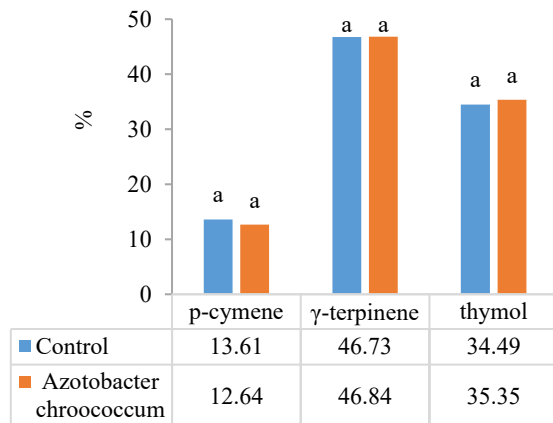 50
a a
40
a a
%
30
20
a a
10
0
p-cymene γ-terpinene thymol
Control 13.61 46.73 34.49
Azotobacter
chroococcum 12.64 46.84 35.35